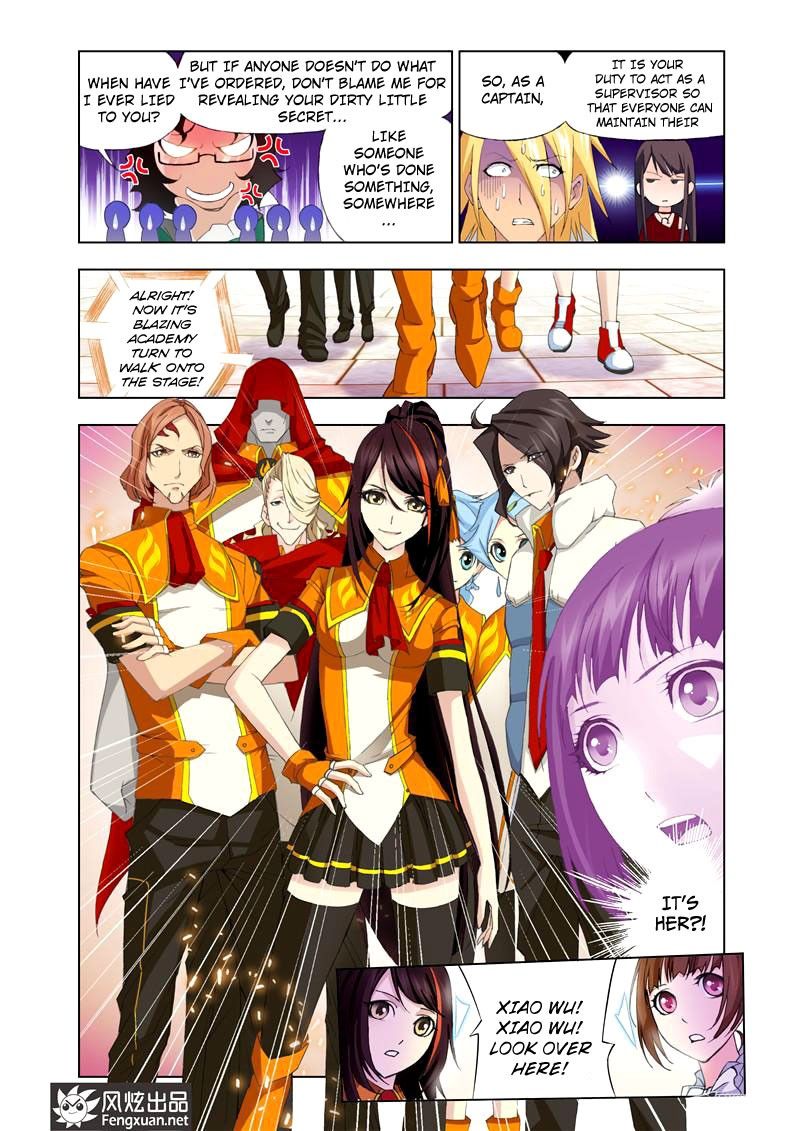 WHEN HAVE
I EVER LIED
TO YOU?
BUT IF ANYONE DOESN'T DO WHAT
I'VE ORDERED, DON'T BLAME ME FOR
REVEALING YOUR DIRTY LITTLE
SECRET...
LIKE
SOMEONE
WHO'S DONE
SOMETHING,
SOMEWHERE
...
SO, AS A
CAPTAIN,
IT IS YOUR
DUTY TO ACT AS A
SUPERVISOR SO
THAT EVERYONE CAN
MAINTAIN THEIR
ALRIGHT!
NOW IT'S
BLAZING
ACADEMY
TURN TO
WALK ONTO
THE STAGE!
IT'S
HER?!
XIAO WU!
XIAO WU!
LOOK OVER
HERE!
风炫出品
Fengxuan.net